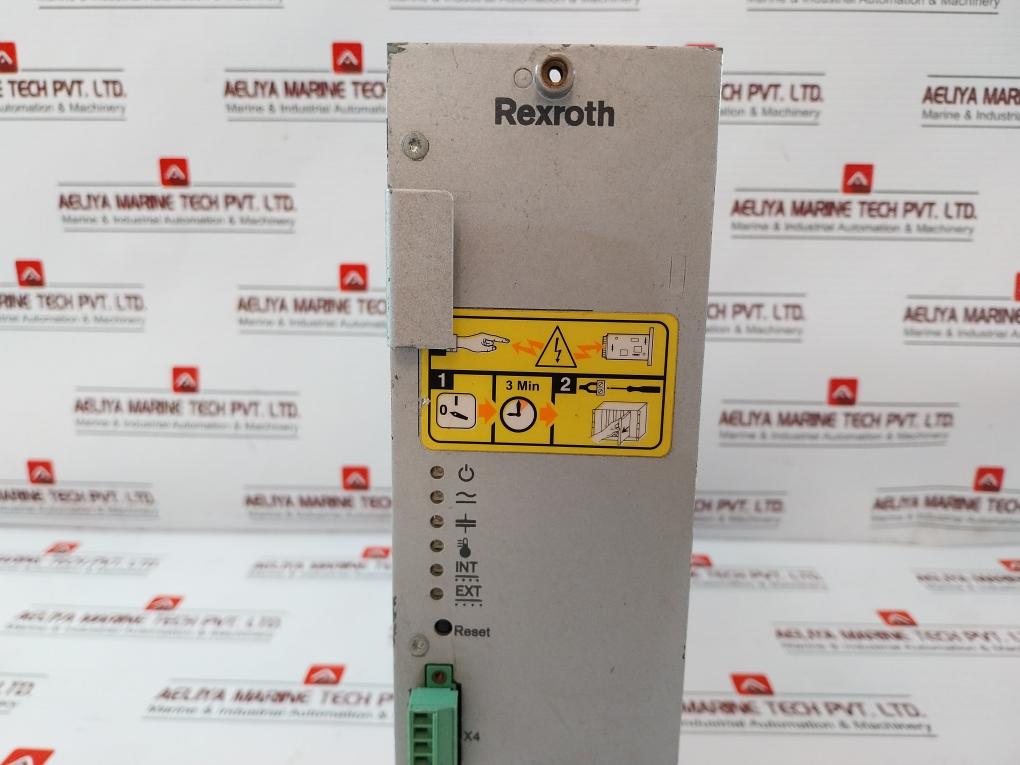 AELIYA MARINE TECH PVT. LTD.
Marine & Industrial Automation & Machinery
Rexroth
1
3 Min
2
0
INT
EXT
Reset
X4